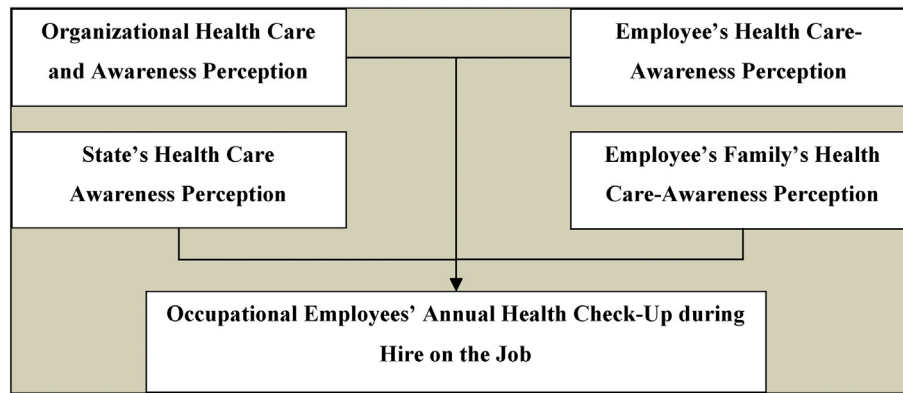 Organizational Health Care
and Awareness Perception
Employee’s Health Care-
Awareness Perception
State’s Health Care
Awareness Perception
Employee’s Family’s Health
Care-Awareness Perception
Occupational Employees’ Annual Health Check-Up during
Hire on the Job